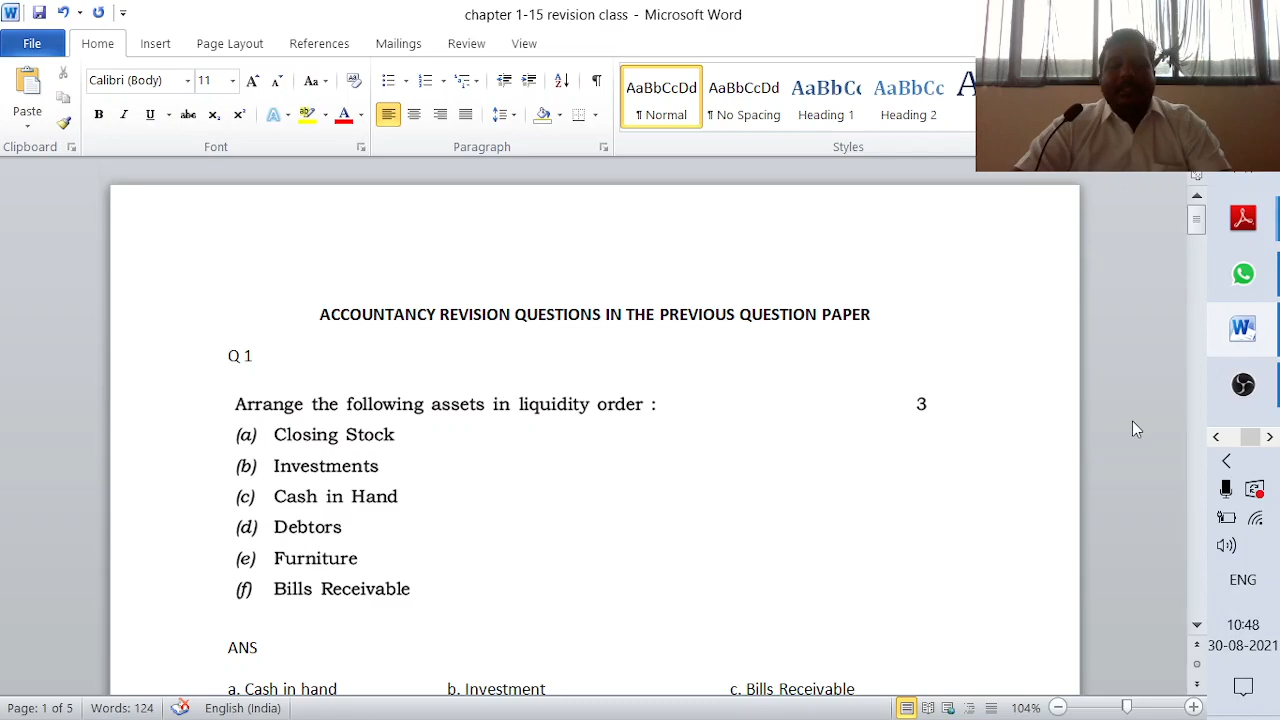 chapter 1-15 revision class - Microsoft Word
File Home Insert Page Layout References Mailings Review View
Calibri (Body) 11
Paste
AaBbCcDd AaBbCcDd AaBbCc AaBbCc
¶ Normal ¶ No Spacing Heading 1 Heading 2
Clipboard Font Paragraph Styles
ACCOUNTANCY REVISION QUESTIONS IN THE PREVIOUS QUESTION PAPER
Q 1
Arrange the following assets in liquidity order : 3
(a) Closing Stock
(b) Investments
(c) Cash in Hand
(d) Debtors
(e) Furniture
(f) Bills Receivable
ANS
a. Cash in hand b. Investment c. Bills Receivable
ENG
10:48
30-08-2021
Page: 1 of 5 Words: 124 English (India) 104%